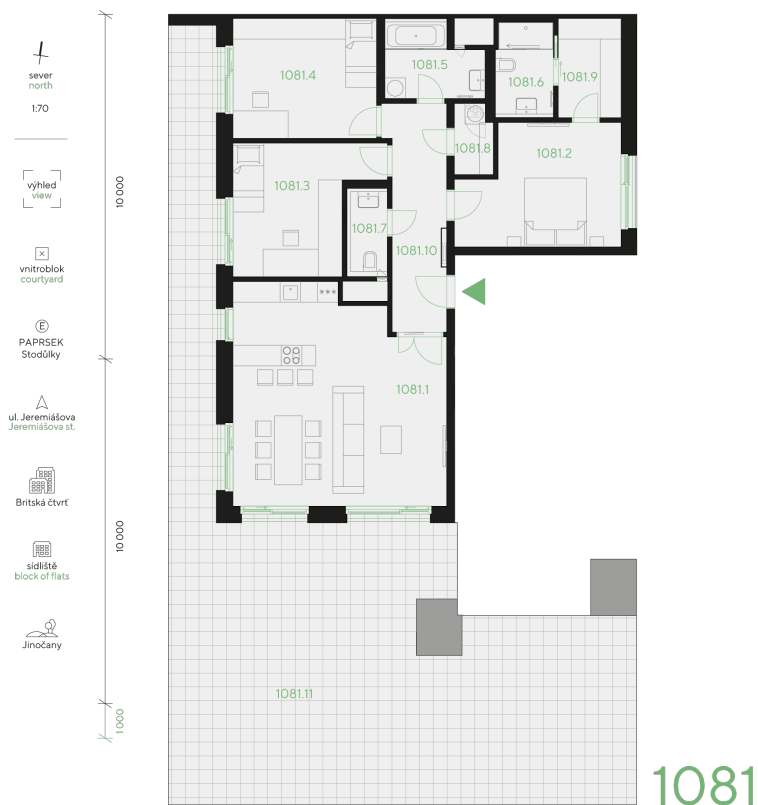 sever
north
1:70
výhled
view
vnitroblok
courtyard
E
PAPRSEK
Stodůlky
ul. Jeremiášova
Jeremiášova st.
Britská čtvrť
sídliště
block of flats
Jinočany
10 000
10 000
1 000
1081.4
1081.5
1081.6
1081.9
1081.8
1081.2
1081.3
1081.7
1081.10
1081.1
1081.11
1081